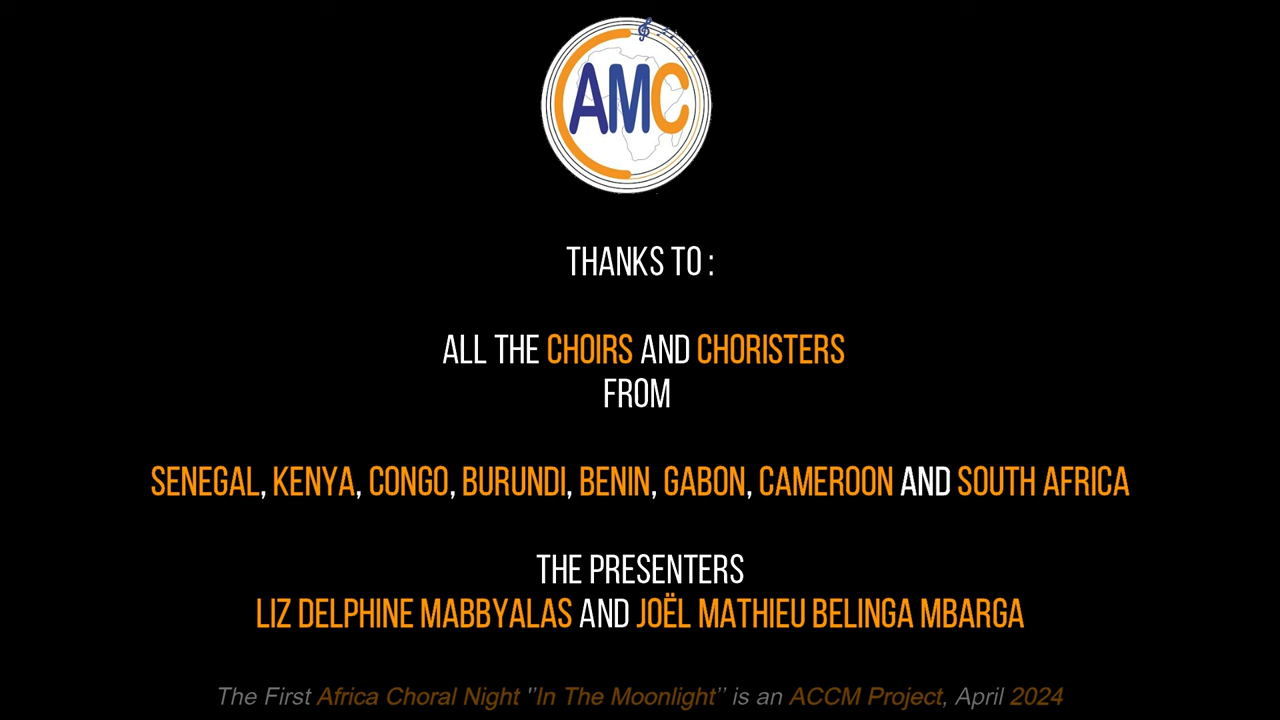 AMC
THANKS TO :
ALL THE CHOIRS AND CHORISTERS
FROM
SENEGAL, KENYA, CONGO, BURUNDI, BENIN, GABON, CAMEROON AND SOUTH AFRICA
THE PRESENTERS
LIZ DELPHINE MABBYALAS AND JOËL MATHIEU BELINGA MBARGA
The First Africa Choral Night ''In The Moonlight'' is an ACCM Project, April 2024